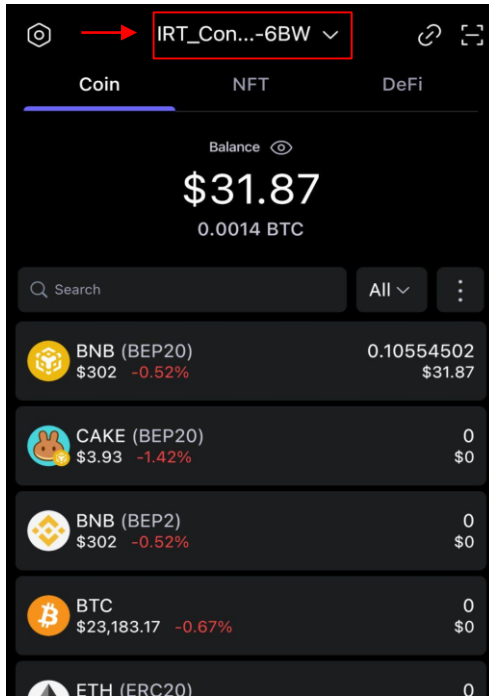 IRT_Con...-6BW
Coin NFT DeFi
Balance
$31.87
0.0014 BTC
Search All
BNB (BEP20) 0.10554502
$302 -0.52% $31.87
CAKE (BEP20) 0
$3.93 -1.42% $0
BNB (BEP2) 0
$302 -0.52% $0
BTC 0
$23,183.17 -0.67% $0
ETH (ERC20) 0